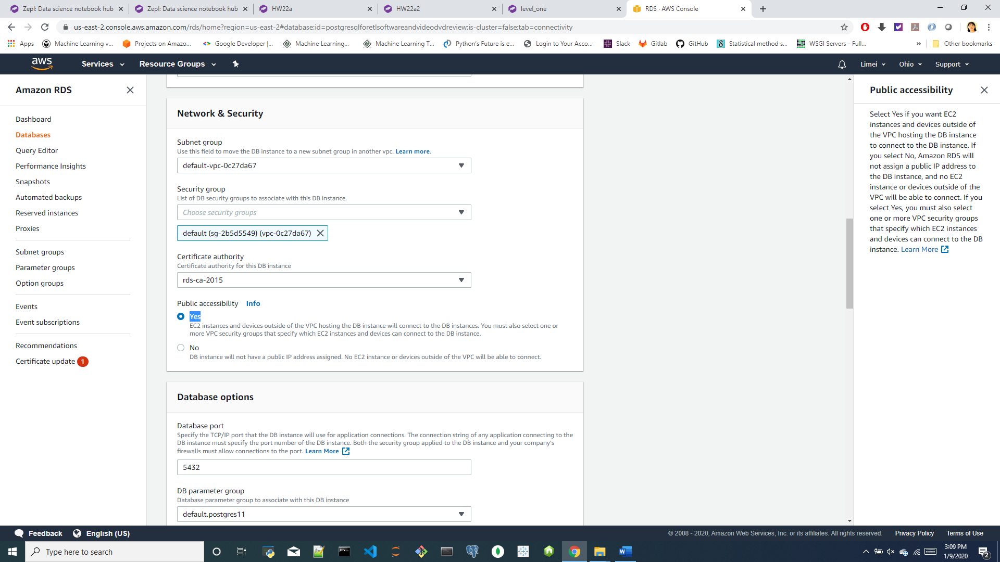 Zepl: Data science notebook hub
Zepl: Data science notebook hub
HW22a
HW22a2
level_one
RDS · AWS Console
us-east-2.console.aws.amazon.com/rds/home?region=us-east-2#database:id=postgresqlforetlsoftwareandvideodvdreview;is-cluster=false;tab=connectivity
Apps
Machine Learning v...
Projects on Amazo...
Google Developer |...
Machine Learning...
Machine Learning T...
Python's Future is e...
Login to Your Acco...
Slack
Gitlab
GitHub
Statistical method s...
WSGI Servers - Full...
»
Other bookmarks
aws
Services
Resource Groups
Limei
Ohio
Support
Amazon RDS
Dashboard
Databases
Query Editor
Performance Insights
Snapshots
Automated backups
Reserved instances
Proxies
Subnet groups
Parameter groups
Option groups
Events
Event subscriptions
Recommendations
Certificate update 1
Network & Security
Subnet group
Use this field to move the DB instance to a new subnet group in another vpc. Learn more.
default-vpc-0c27da67
Security group
List of DB security groups to associate with this DB instance.
Choose security groups
default (sg-2b5d5549) (vpc-0c27da67)
Certificate authority
Certificate authority for this DB instance
rds-ca-2015
Public accessibility Info
Yes
EC2 instances and devices outside of the VPC hosting the DB instance will connect to the DB instances. You must also select one or
more VPC security groups that specify which EC2 instances and devices can connect to the DB instance.
No
DB instance will not have a public IP address assigned. No EC2 instance or devices outside of the VPC will be able to connect.
Database options
Database port
Specify the TCP/IP port that the DB instance will use for application connections. The connection string of any application connecting to the
DB instance must specify the port number of the DB instance. Both the security group applied to the DB instance and your company's
firewalls must allow connections to the port. Learn More
5432
DB parameter group
Database parameter group to associate with this DB instance
default.postgres11
Public accessibility
Select Yes if you want EC2
instances and devices outside of
the VPC hosting the DB instance
to connect to the DB instance. If
you select No, Amazon RDS will
not assign a public IP address to
the DB instance, and no EC2
instance or devices outside of the
VPC will be able to connect. If you
select Yes, you must also select
one or more VPC security groups
that specify which EC2 instances
and devices can connect to the DB
instance. Learn More
Feedback
English (US)
© 2008 - 2020, Amazon Web Services, Inc. or its affiliates. All rights reserved.
Privacy Policy
Terms of Use
Type here to search
3:09 PM
1/9/2020
2